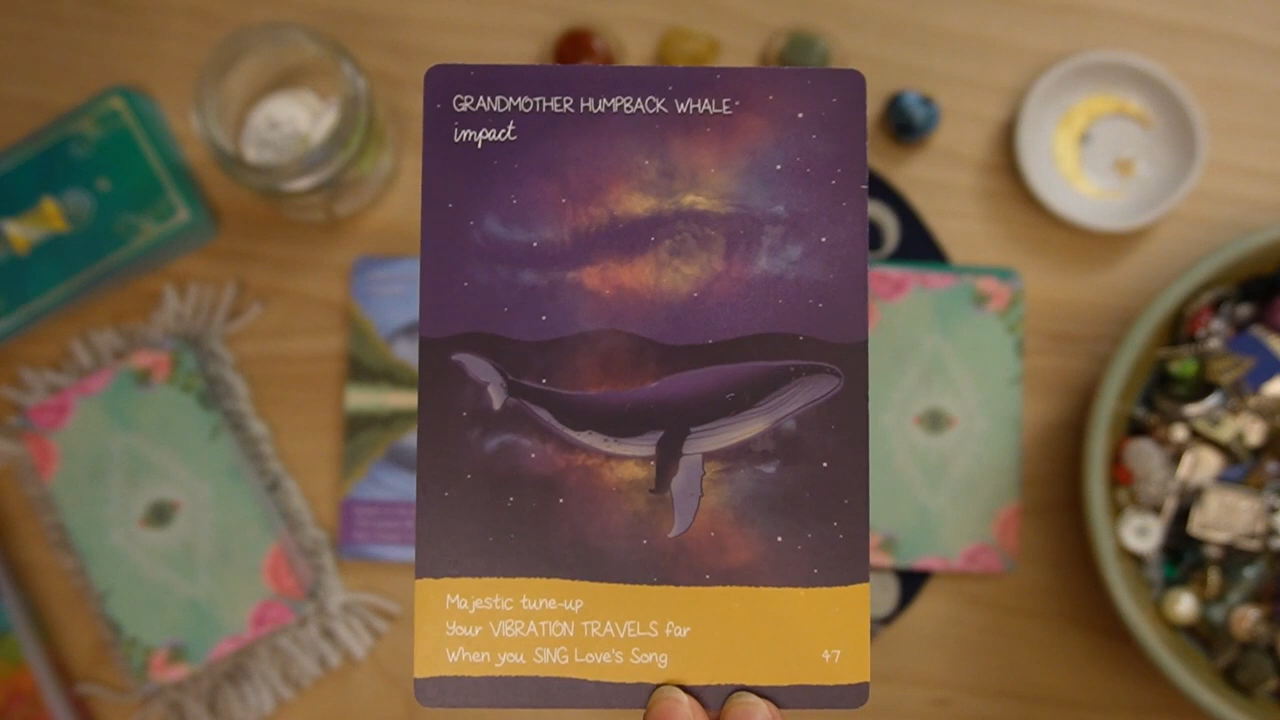 GRANDMOTHER HUMPBACK WHALE
impact
Majestic tune-up
Your VIBRATION TRAVELS far
When you SING Love's Song
47